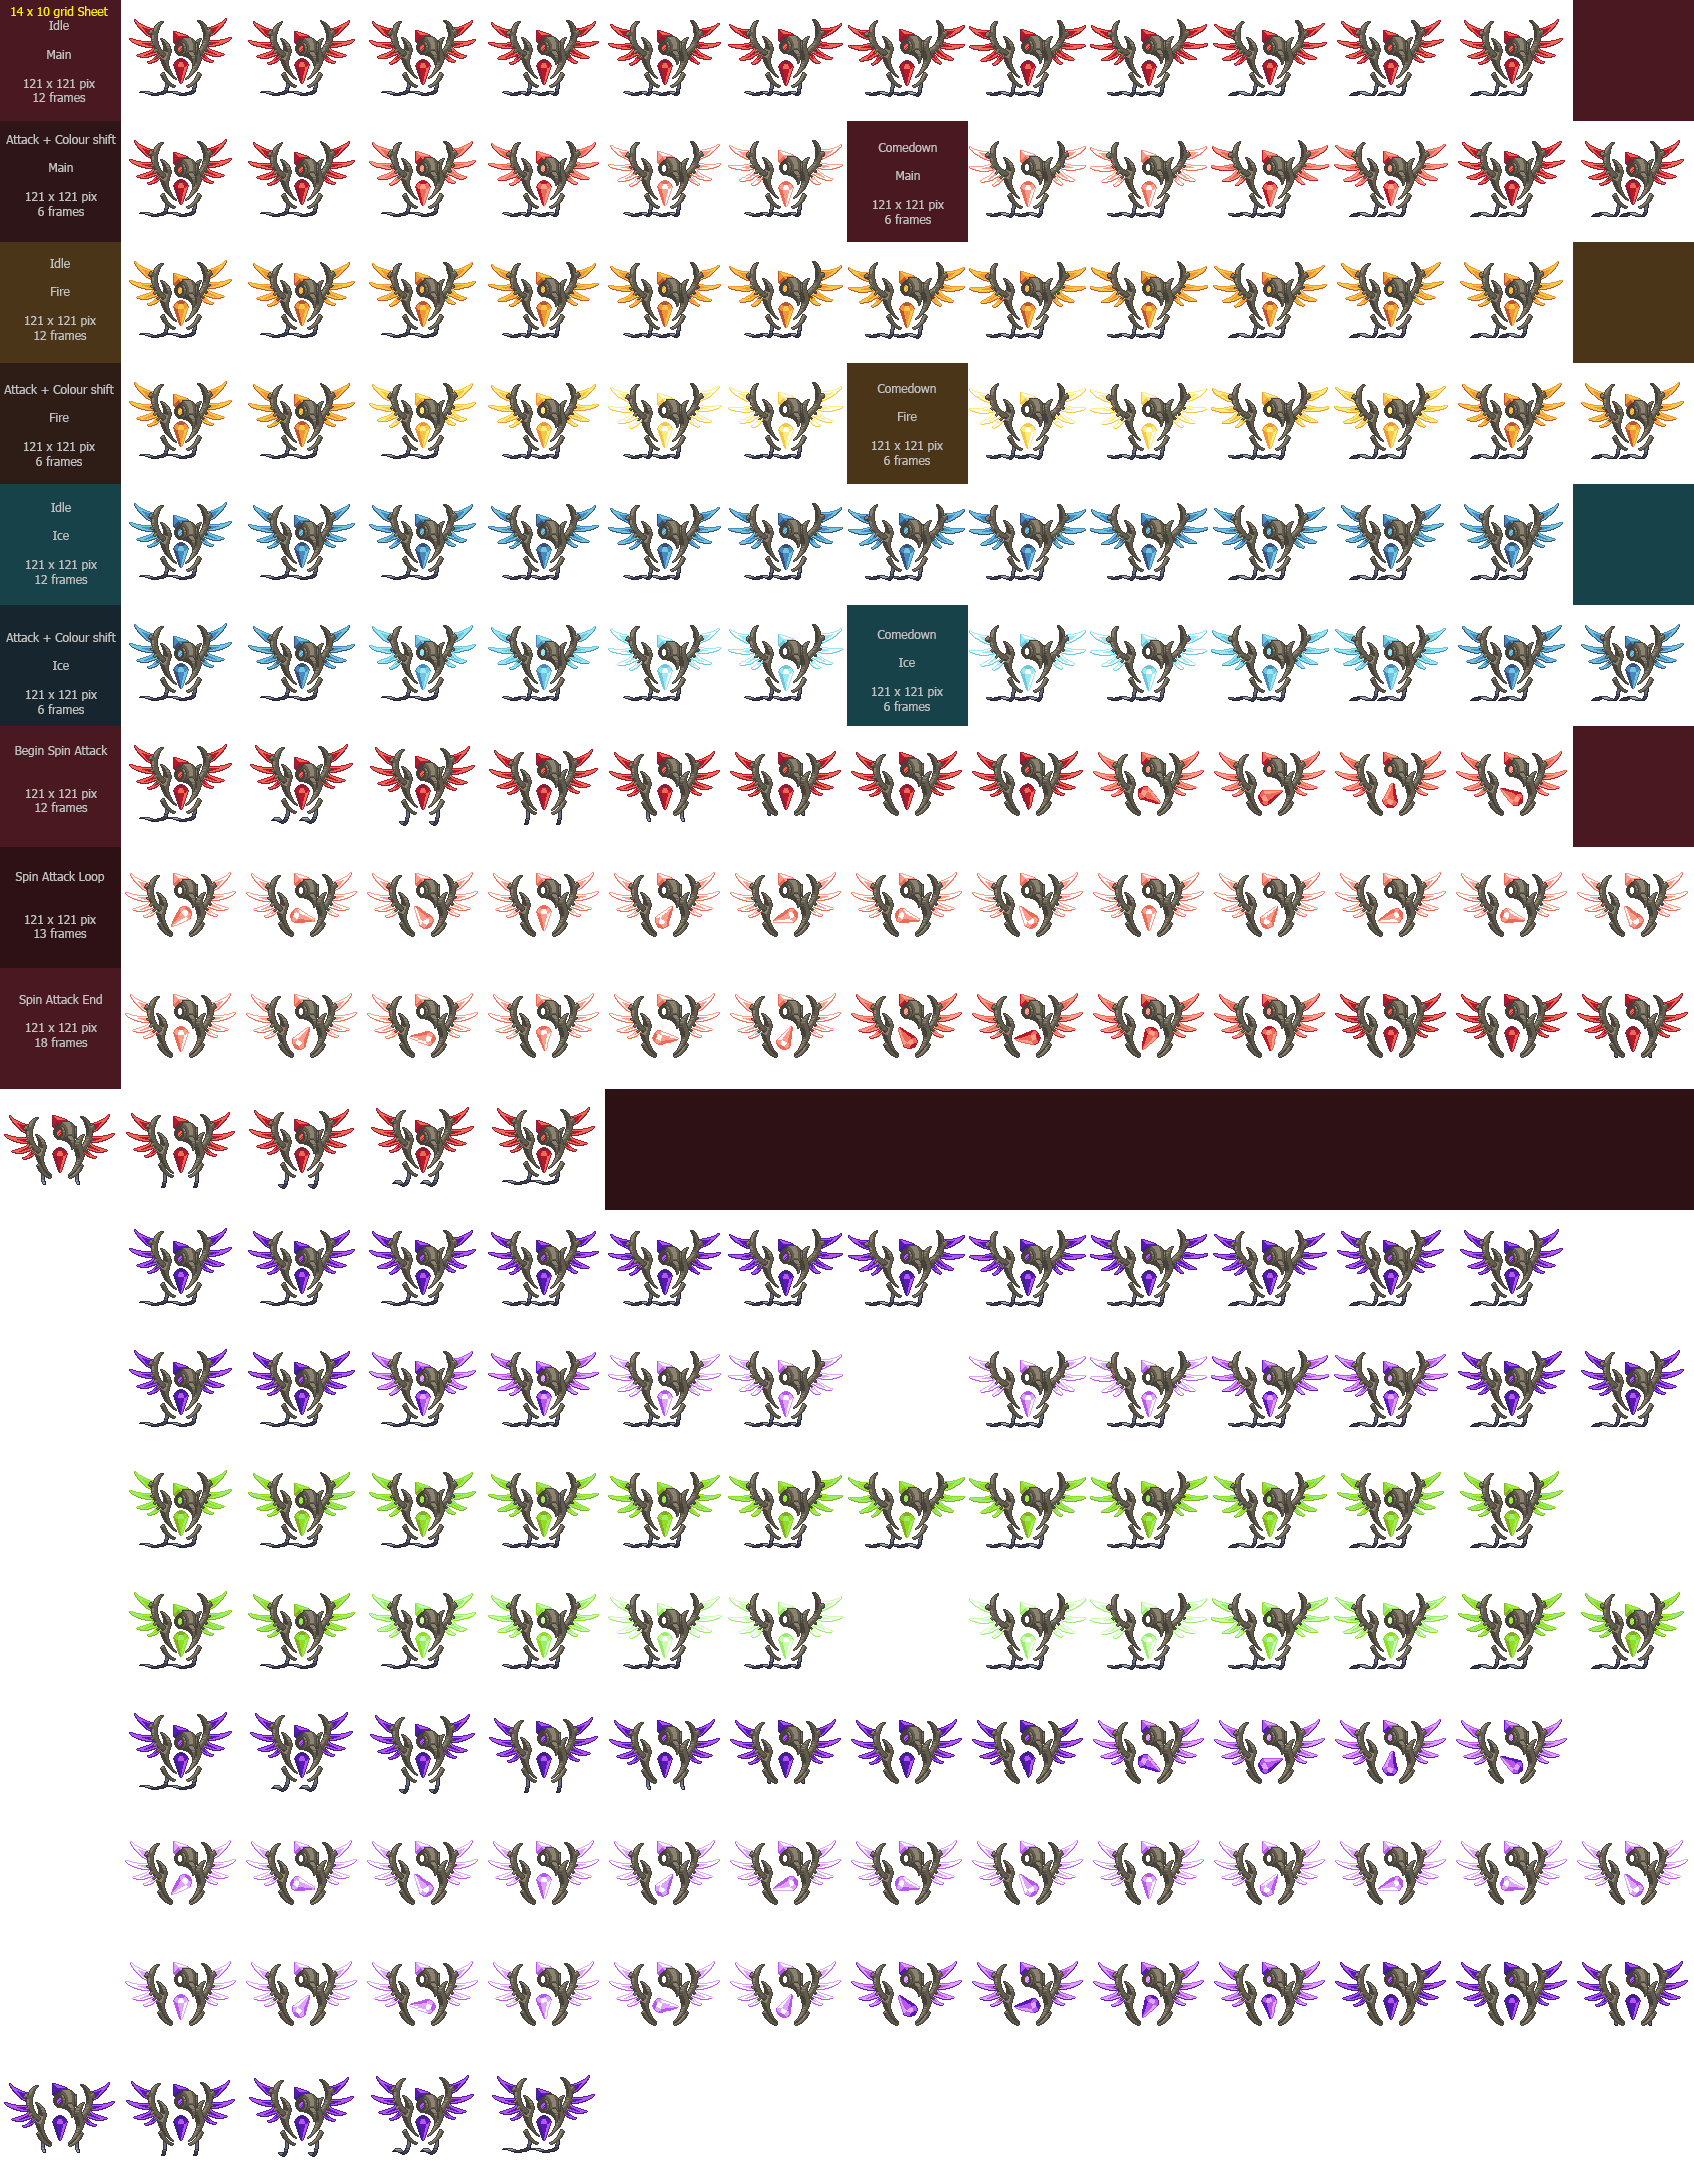 14 x 10 grid Sheet
Idle
Main
121 x 121 pix
12 frames
Attack + Colour shift
Main
121 x 121 pix
6 frames
Comedown
Main
121 x 121 pix
6 frames
Idle
Fire
121 x 121 pix
12 frames
Attack + Colour shift
Fire
121 x 121 pix
6 frames
Comedown
Fire
121 x 121 pix
6 frames
Idle
Ice
121 x 121 pix
12 frames
Attack + Colour shift
Ice
121 x 121 pix
6 frames
Comedown
Ice
121 x 121 pix
6 frames
Begin Spin Attack
121 x 121 pix
12 frames
Spin Attack Loop
121 x 121 pix
13 frames
Spin Attack End
121 x 121 pix
18 frames